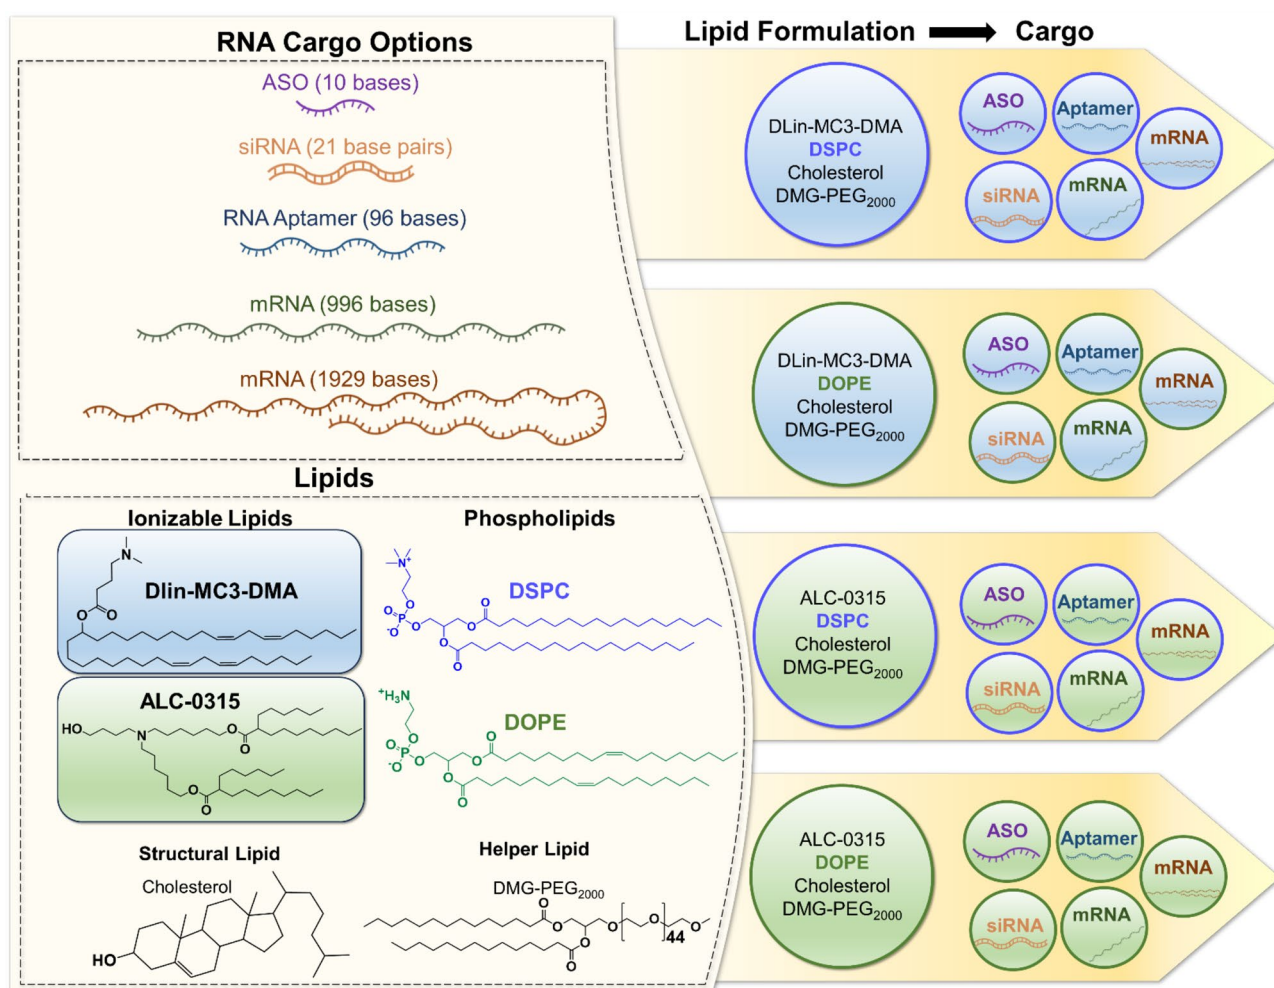 RNA Cargo Options
ASO (10 bases)
siRNA (21 base pairs)
RNA Aptamer (96 bases)
mRNA (996 bases)
mRNA (1929 bases)
Lipids
Ionizable Lipids
N
Dlin-MC3-DMA
O
O
ALC-0315
HO
N
O
O
O
O
Phospholipids
N+
DSPC
O
O
P
-O
O
O
O
O
O
+H3N
DOPE
O
O
P
-O
O
O
O
O
O
Structural Lipid
Cholesterol
HO
Helper Lipid
DMG-PEG2000
O
O
O
O
O
O
O
44
Lipid Formulation
Cargo
DLin-MC3-DMA
DSPC
Cholesterol
DMG-PEG2000
ASO
Aptamer
mRNA
siRNA
mRNA
DLin-MC3-DMA
DOPE
Cholesterol
DMG-PEG2000
ASO
Aptamer
mRNA
siRNA
mRNA
ALC-0315
DSPC
Cholesterol
DMG-PEG2000
ASO
Aptamer
mRNA
siRNA
mRNA
ALC-0315
DOPE
Cholesterol
DMG-PEG2000
ASO
Aptamer
mRNA
siRNA
mRNA